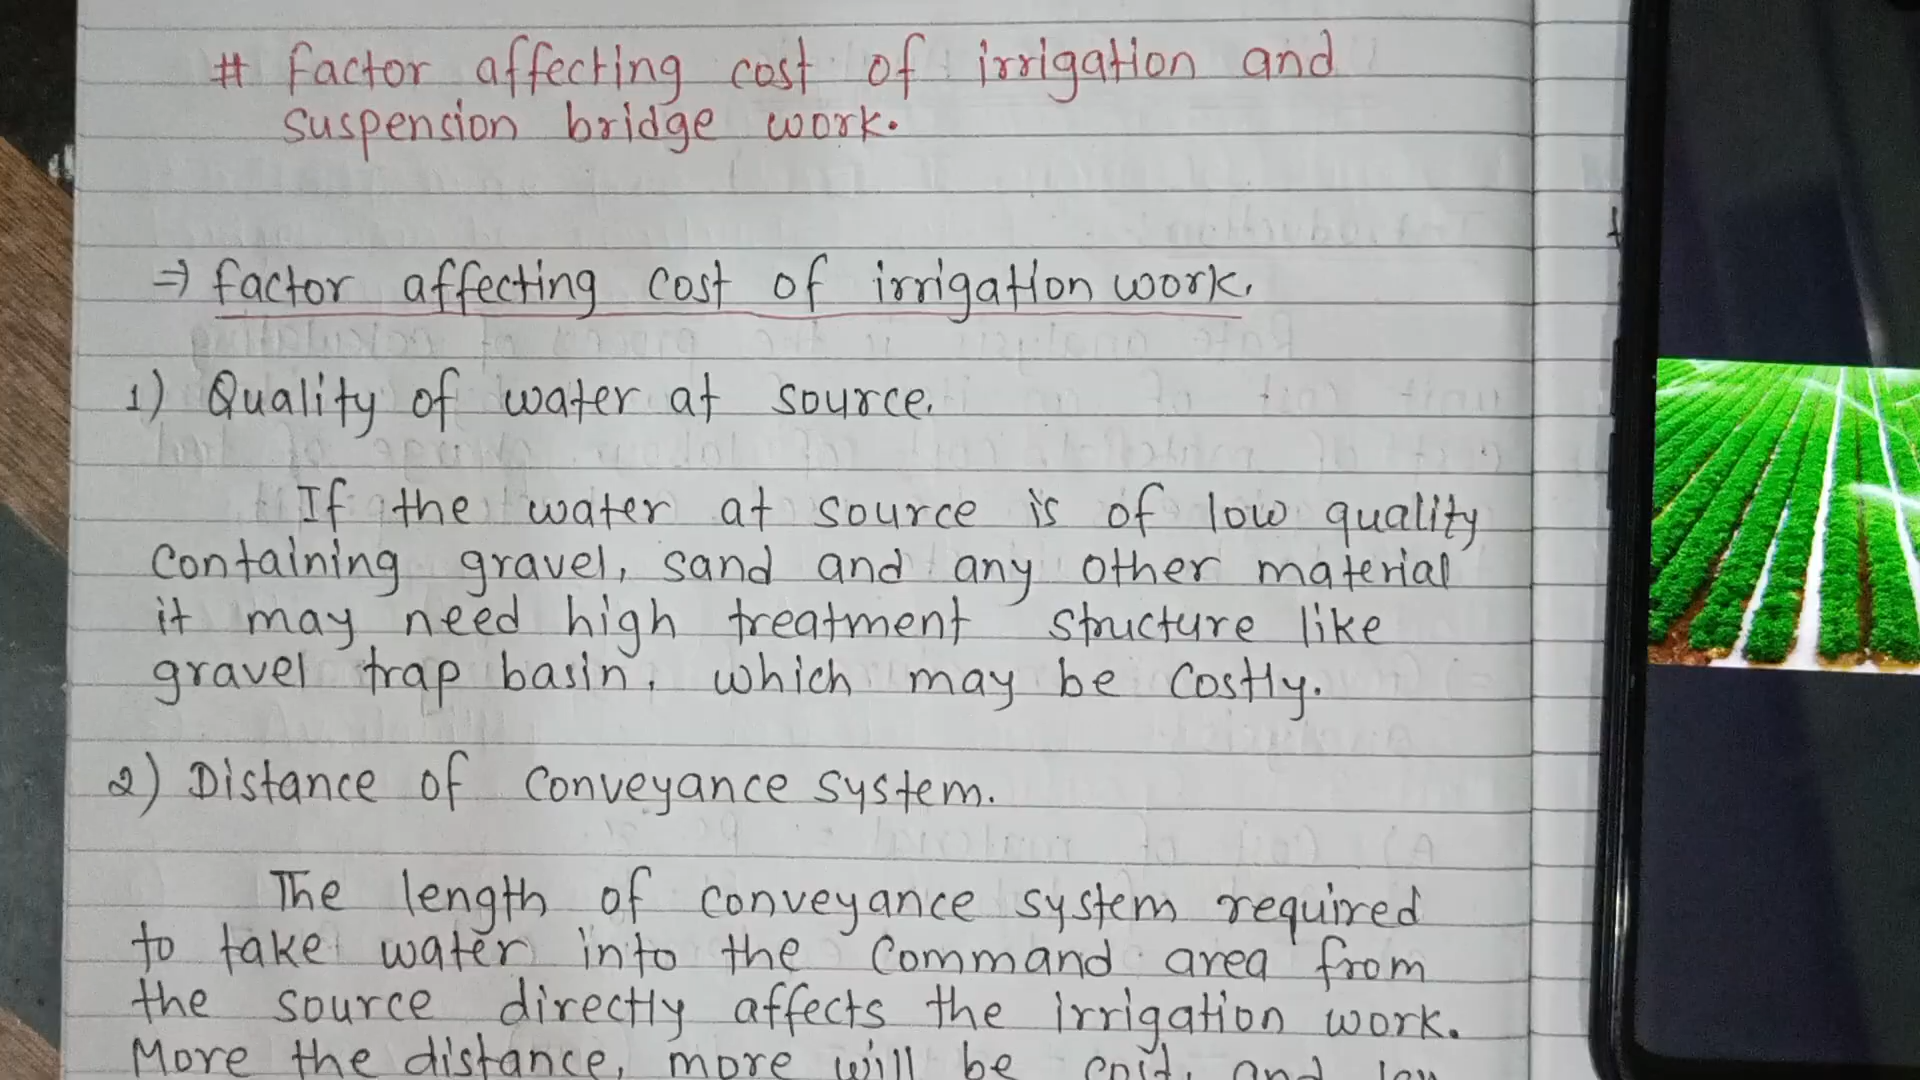 # factor affecting cost of irrigation and
suspension bridge work.
⇒ factor affecting cost of irrigation work.
1) Quality of water at source.
If the water at source is of low quality
containing gravel, sand and any other material
it may need high treatment structure like
gravel trap basin, which may be costly.
2) Distance of conveyance system.
The length of conveyance system required
to take water into the command area from
the source directly affects the irrigation work.
More the distance, more will be and